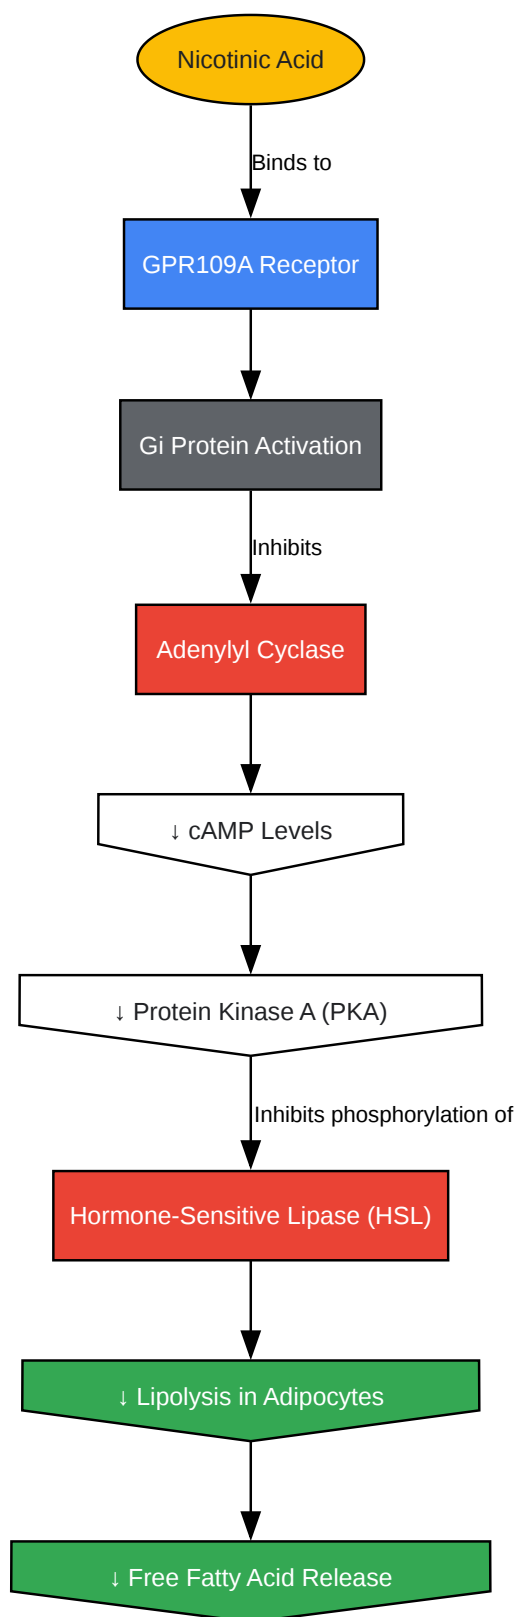 Nicotinic Acid
Binds to
GPR109A Receptor
Gi Protein Activation
Inhibits
Adenylyl Cyclase
↓ cAMP Levels
↓ Protein Kinase A (PKA)
Inhibits phosphorylation of
Hormone-Sensitive Lipase (HSL)
↓ Lipolysis in Adipocytes
↓ Free Fatty Acid Release